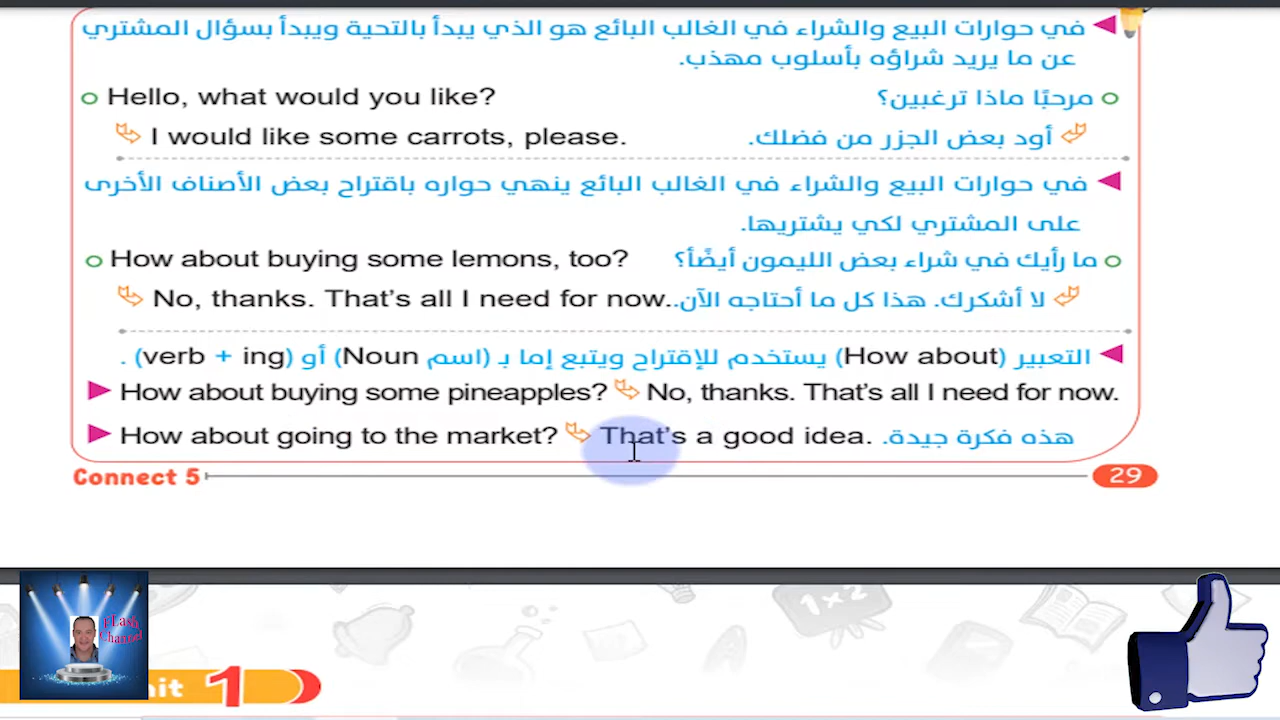 في حوارات البيع والشراء في الغالب البائع هو الذي يبدأ بالتحية ويبدأ بسؤال المشتري
عن ما يريد شراؤه بأسلوب مهذب.
Hello, what would you like? مرحبًا ماذا ترغبين؟
I would like some carrots, please. أود بعض الجزر من فضلك.
في حوارات البيع والشراء في الغالب البائع ينهي حواره باقتراح بعض الأصناف الأخرى
على المشتري لكي يشتريها.
How about buying some lemons, too? ما رأيك في شراء بعض الليمون أيضًأ؟
No, thanks. That's all I need for now.. لا أشكرك. هذا كل ما أحتاجه الآن.
التعبير (How about) يستخدم للإقتراح ويتبع إما بـ (اسم Noun) أو (verb + ing) .
How about buying some pineapples? No, thanks. That's all I need for now.
How about going to the market? That's a good idea. هذه فكرة جيدة.
Connect 5 29
FLash
Channel
nit 1
1×2